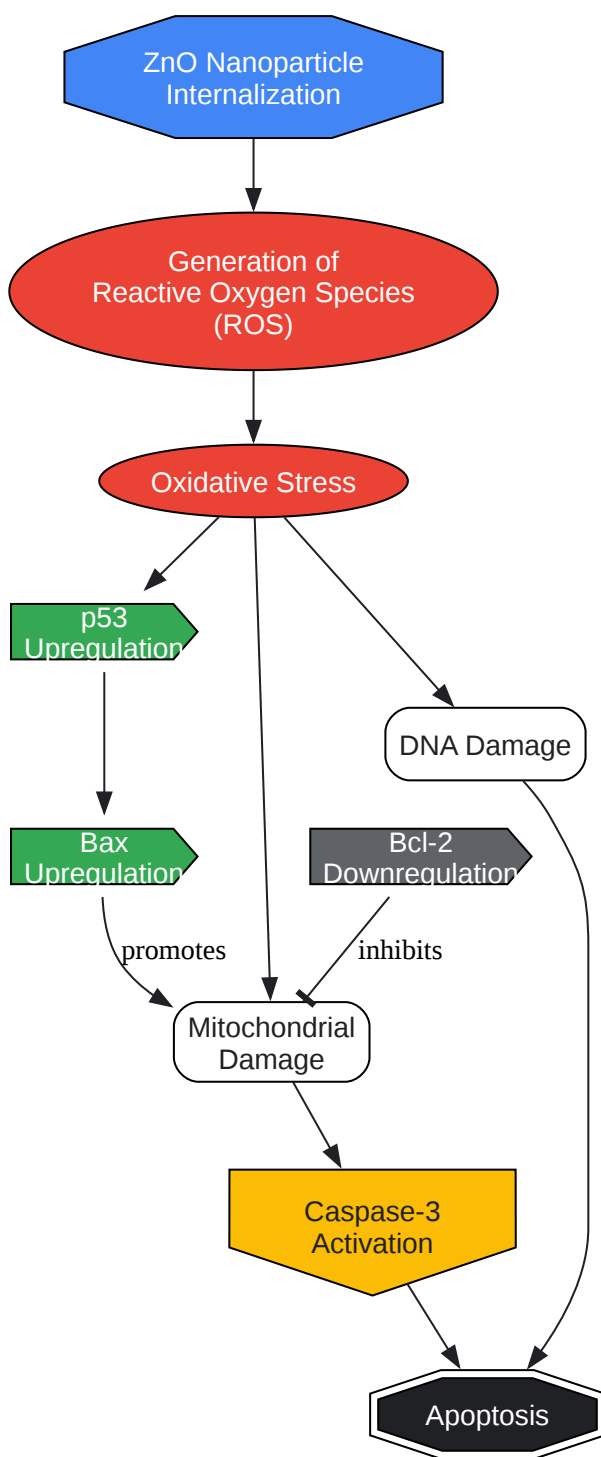 ZnO Nanoparticle
Internalization
Generation of
Reactive Oxygen Species
(ROS)
Oxidative Stress
p53
Upregulation
DNA Damage
Bax
Upregulation
Bcl-2
Downregulation
promotes
inhibits
Mitochondrial
Damage
Caspase-3
Activation
Apoptosis